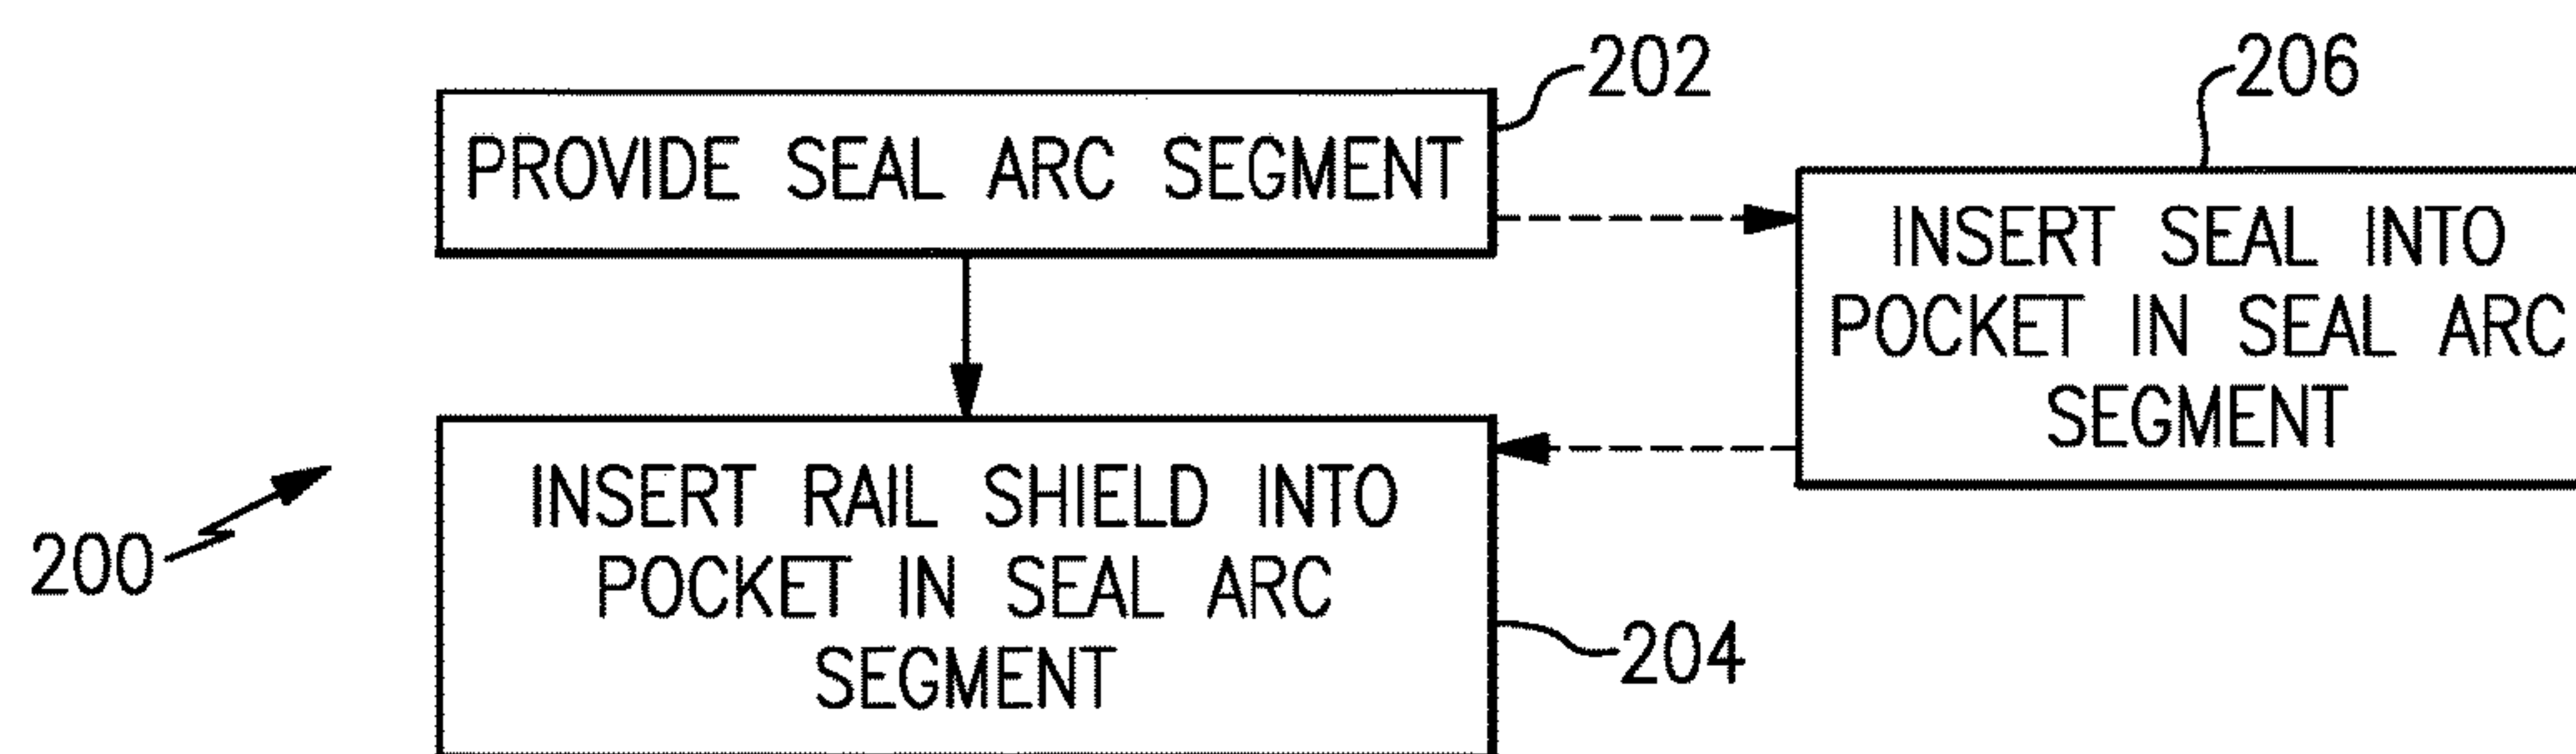 202
PROVIDE SEAL ARC SEGMENT
206
INSERT SEAL INTO
POCKET IN SEAL ARC
SEGMENT
200
INSERT RAIL SHIELD INTO
POCKET IN SEAL ARC
SEGMENT
204